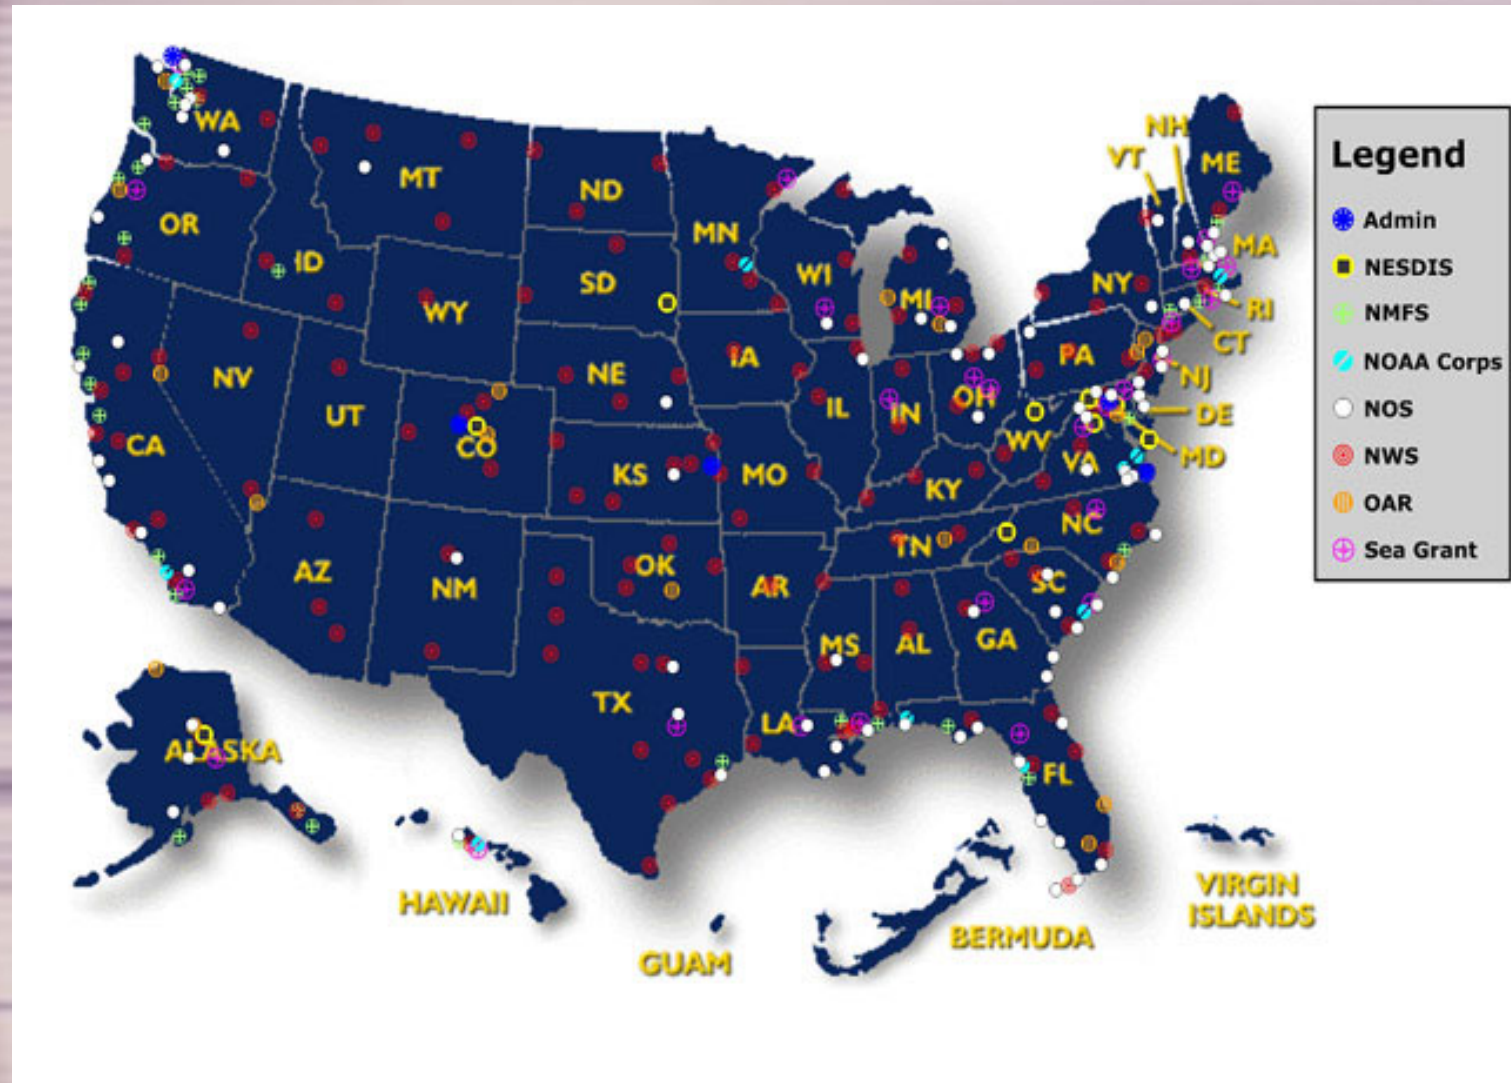 WA
MT
ND
MN
OR
ID
SD
WI
MI
WY
NV
NE
IA
UT
CO
CA
KS
MO
IL
IN
OH
PA
NY
VT
NH
ME
MA
RI
CT
NJ
DE
MD
WV
VA
KY
NC
TN
SC
AZ
NM
OK
AR
MS
AL
GA
TX
LA
FL
ALASKA
HAWAII
GUAM
BERMUDA
VIRGIN
ISLANDS
Legend
Admin
NESDIS
NMFS
NOAA Corps
NOS
NWS
OAR
Sea Grant